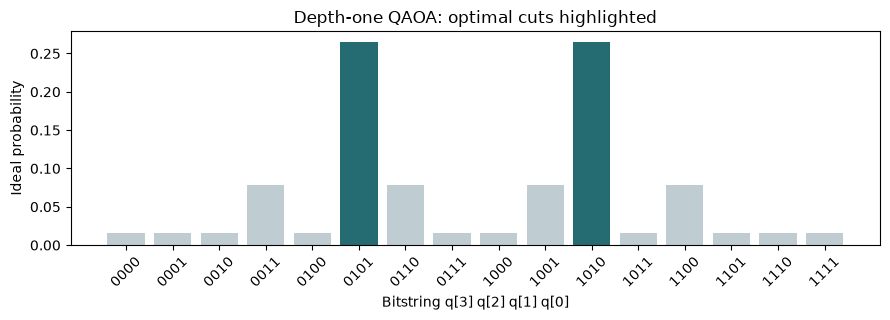 Depth-one QAOA: optimal cuts highlighted
Ideal probability
0.25
0.20
0.15
0.10
0.05
0.00
0000 0001 0010 0011 0100 0101 0110 0111 1000 1001 1010 1011 1100 1101 1110 1111
Bitstring q[3] q[2] q[1] q[0]